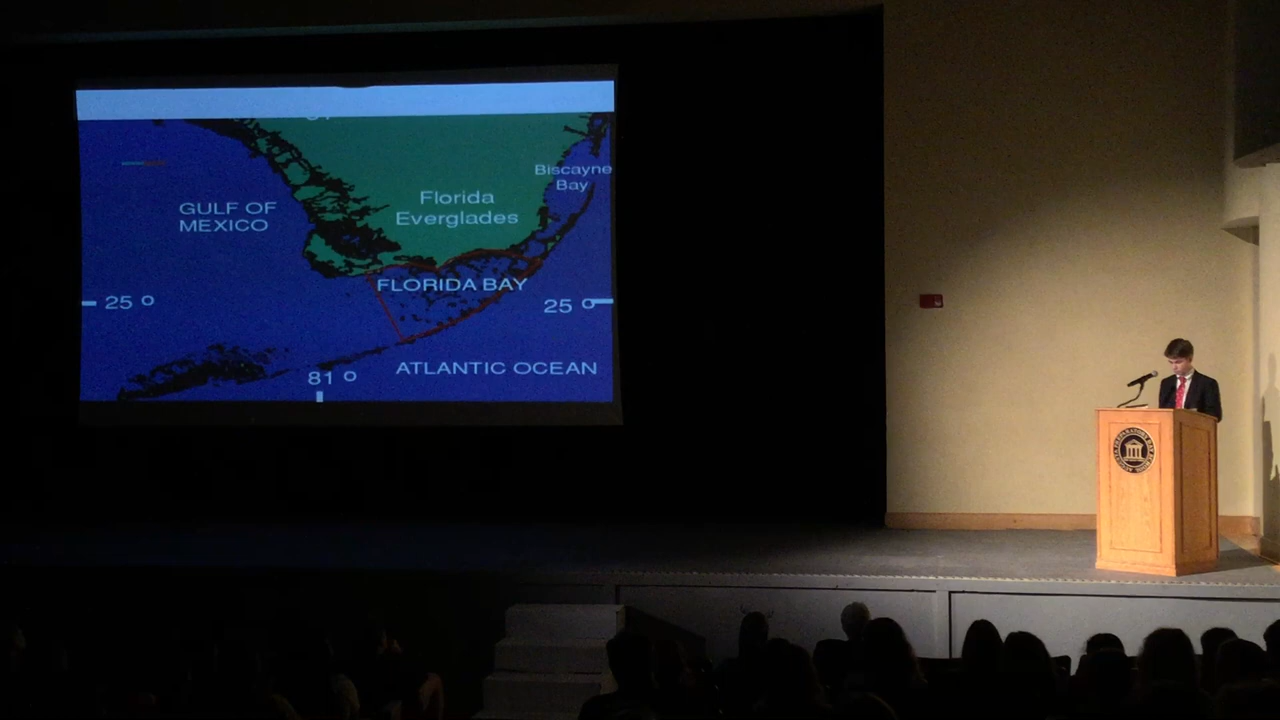 Biscayne
Bay
Florida
Everglades
GULF OF
MEXICO
FLORIDA BAY
25 o
25 o
ATLANTIC OCEAN
81 o